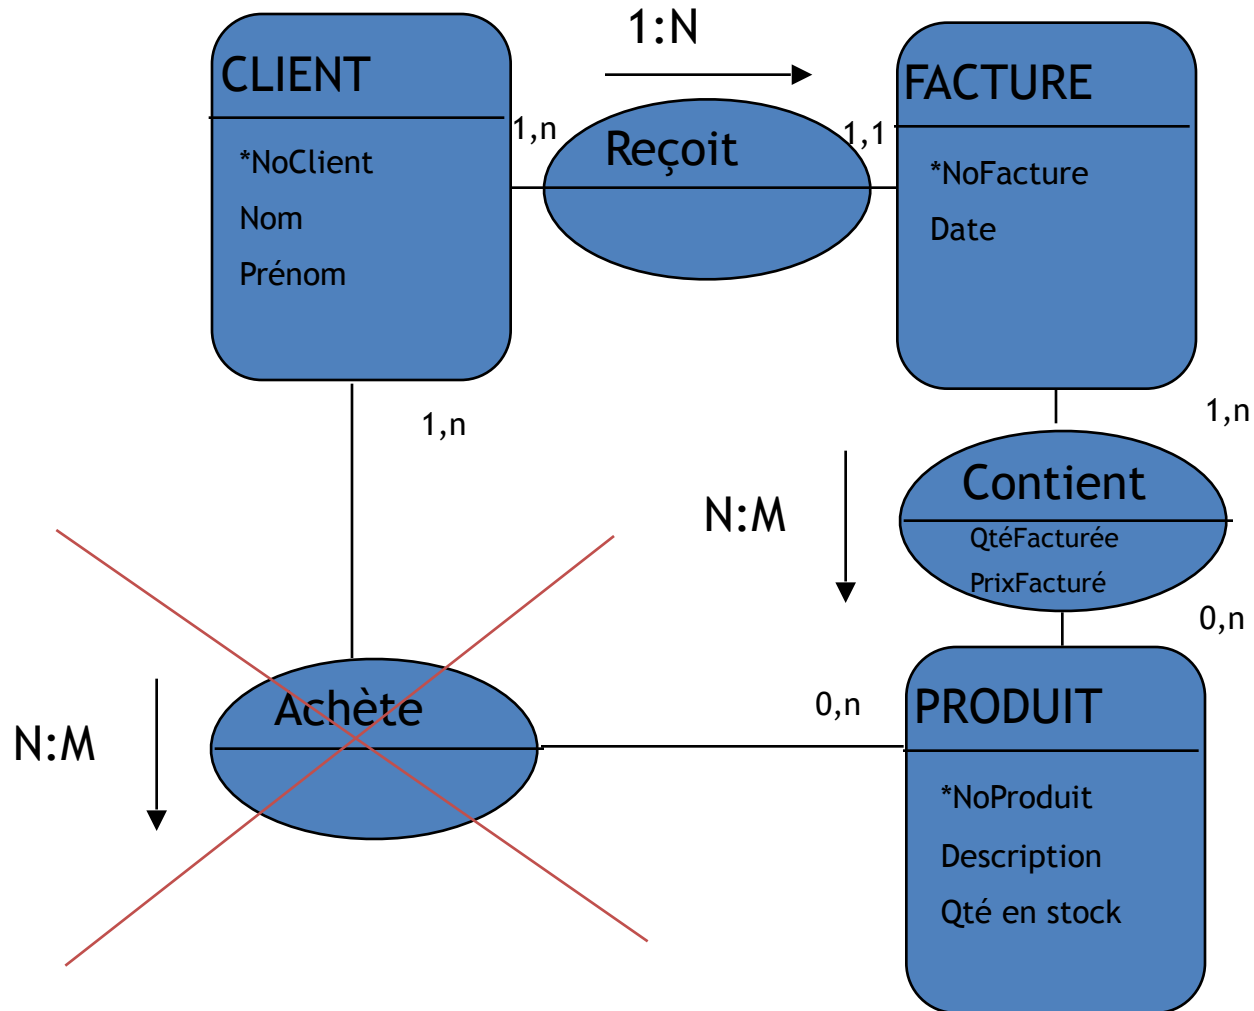 1:N
CLIENT
FACTURE
1,n
Reçoit
1,1
*NoClient
Nom
Prénom
*NoFacture
Date
1,n
1,n
N:M
Contient
QtéFacturée
PrixFacturé
0,n
N:M
Achète
0,n
PRODUIT
*NoProduit
Description
Qté en stock